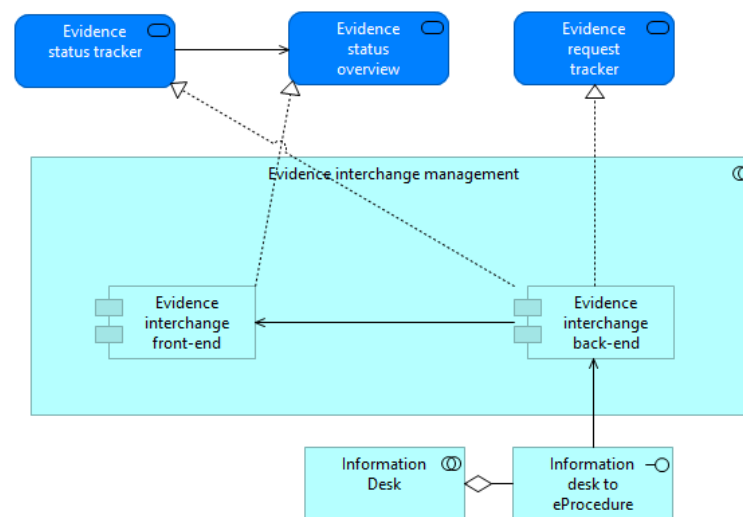 Evidence
status tracker
Evidence
status
overview
Evidence
request
tracker
Evidence interchange management
Evidence
interchange
front-end
Evidence
interchange
back-end
Information
Desk
Information
desk to
eProcedure